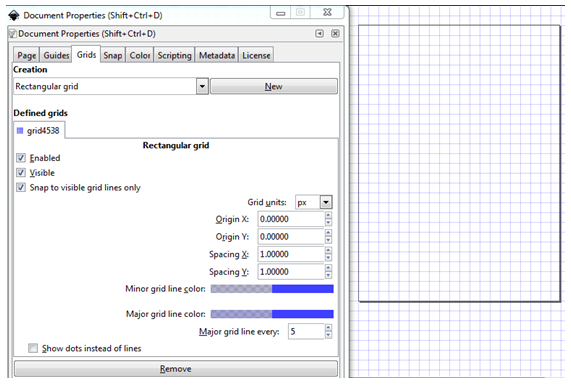 Document Properties (Shift+Ctrl+D)
Document Properties (Shift+Ctrl+D)
Page Guides Grids Snap Color Scripting Metadata License
Creation
Rectangular grid New
Defined grids
grid4538
Rectangular grid
Enabled
Visible
Snap to visible grid lines only
Grid units: px
Origin X: 0.00000
Origin Y: 0.00000
Spacing X: 1.00000
Spacing Y: 1.00000
Minor grid line color:
Major grid line color:
Major grid line every: 5
Show dots instead of lines
Remove